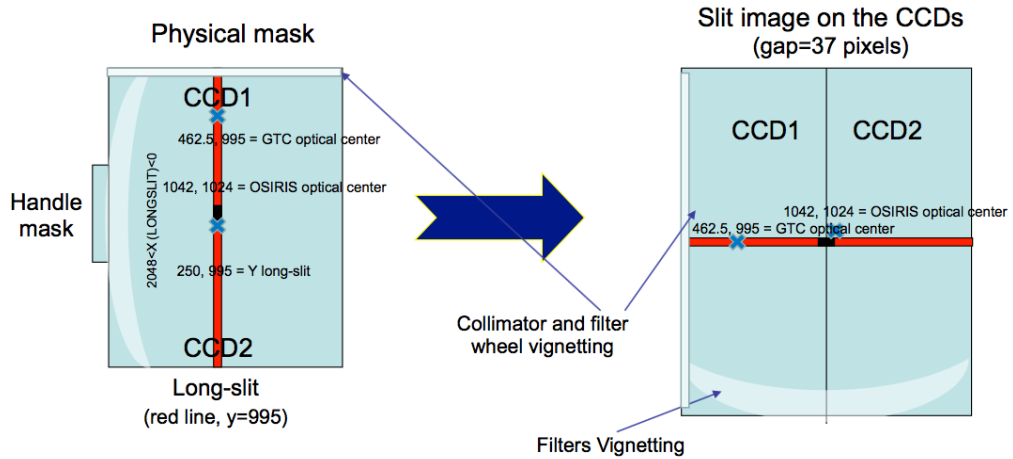 Physical mask
CCD1
462.5, 995 = GTC optical center
1042, 1024 = OSIRIS optical center
2048<X (LONGSLIT)<0
Handle
mask
250, 995 = Y long-slit
CCD2
Long-slit
(red line, y=995)
Slit image on the CCDs
(gap=37 pixels)
CCD1
CCD2
1042, 1024 = OSIRIS optical center
462.5, 995 = GTC optical center
Collimator and filter
wheel vignetting
Filters Vignetting